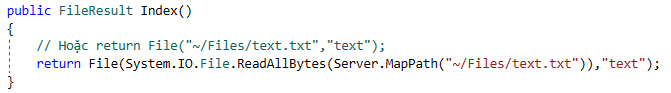 public FileResult Index()
{
// Hoặc return File("~/Files/text.txt","text");
return File(System.IO.File.ReadAllBytes(Server.MapPath("~/Files/text.txt")),"text");
}